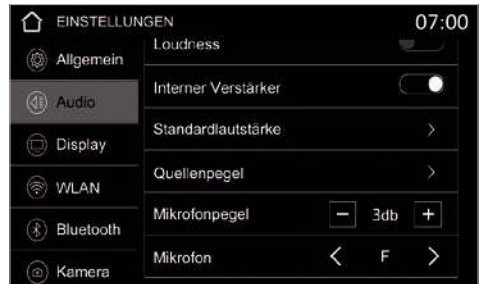 EINSTELLUNGEN 07:00
Allgemein
Audio
Display
WLAN
Bluetooth
Kamera
Loudness
Interner Verstärker
Standardlautstärke >
Quellenpegel >
Mikrofonpegel − 3db +
Mikrofon < F >